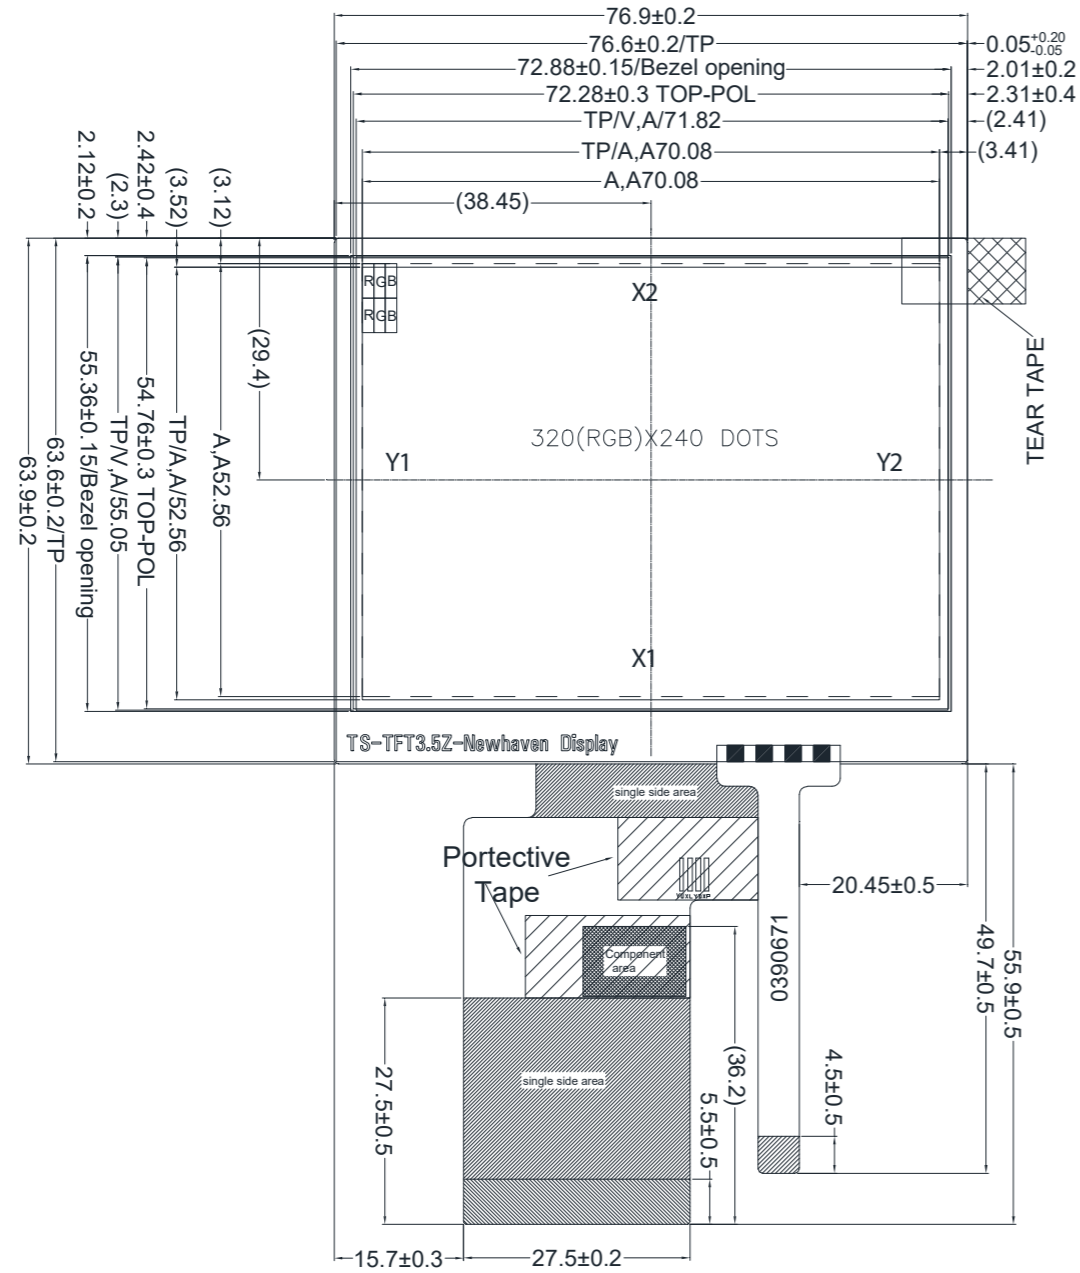 76.9±0.2
76.6±0.2/TP
0.05+0.20-0.05
72.88±0.15/Bezel opening
2.01±0.2
72.28±0.3 TOP-POL
2.31±0.4
TP/V,A/71.82
(2.41)
TP/A,A70.08
(3.41)
A,A70.08
(38.45)
2.12±0.2
(2.3)
2.42±0.4
(3.52)
(3.12)
63.9±0.2
63.6±0.2/TP
55.36±0.15/Bezel opening
TP/V,A/55.05
54.76±0.3 TOP-POL
TP/A,A/52.56
A,A52.56
(29.4)
RGB
RGB
X2
TEAR TAPE
320(RGB)X240 DOTS
Y1
Y2
X1
TS-TFT3.5Z-Newhaven Display
single side area
Portective
Tape
20.45±0.5
Component
area
0390671
49.7±0.5
55.9±0.5
single side area
27.5±0.5
(36.2)
5.5±0.5
4.5±0.5
15.7±0.3
27.5±0.2